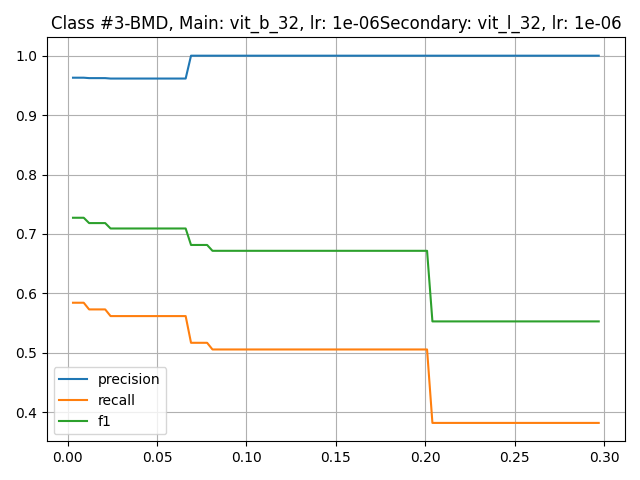 Class #3-BMD, Main: vit_b_32, lr: 1e-06Secondary: vit_l_32, lr: 1e-06
1.0
0.9
0.8
0.7
0.6
0.5
0.4
precision
recall
f1
0.00 0.05 0.10 0.15 0.20 0.25 0.30